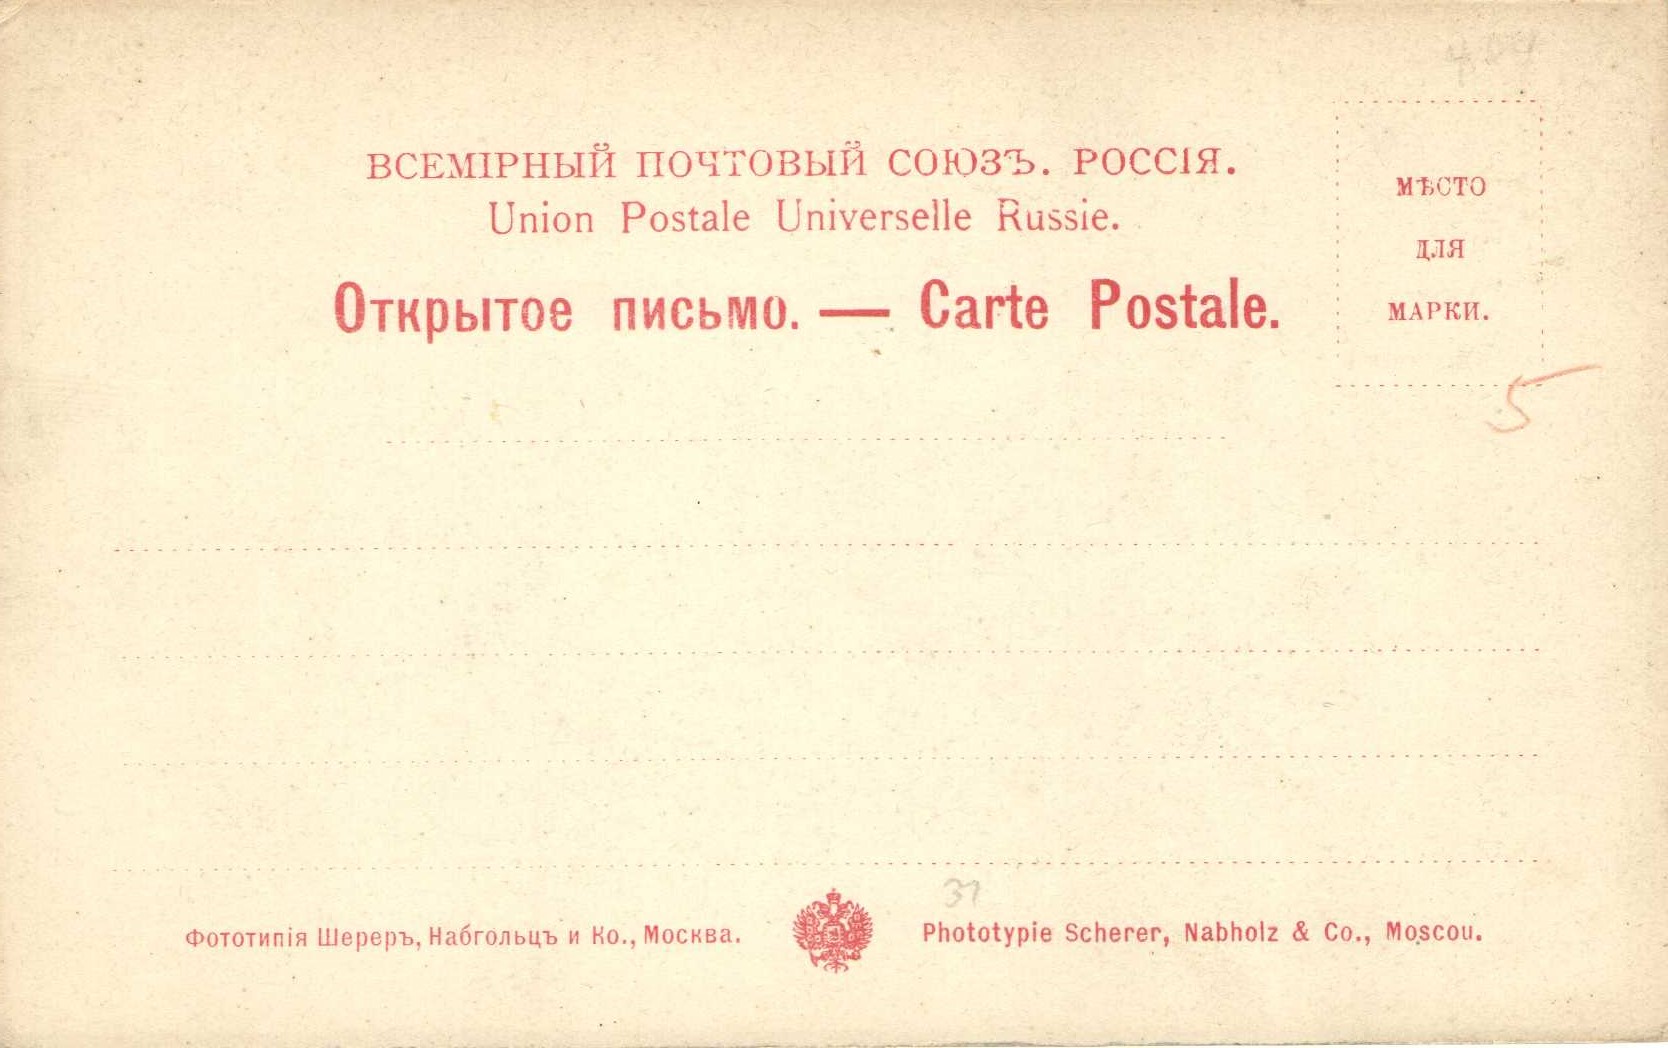 ВСЕМІРНЫЙ ПОЧТОВЫЙ СОЮЗЪ. РОССІЯ.
Union Postale Universelle Russie.
Открытое письмо. — Carte Postale.
МѢСТО
ДЛЯ
МАРКИ.
5
31
Фототипія Шереръ, Набгольцъ и Ко., Москва.
Phototypie Scherer, Nabholz & Co., Moscou.